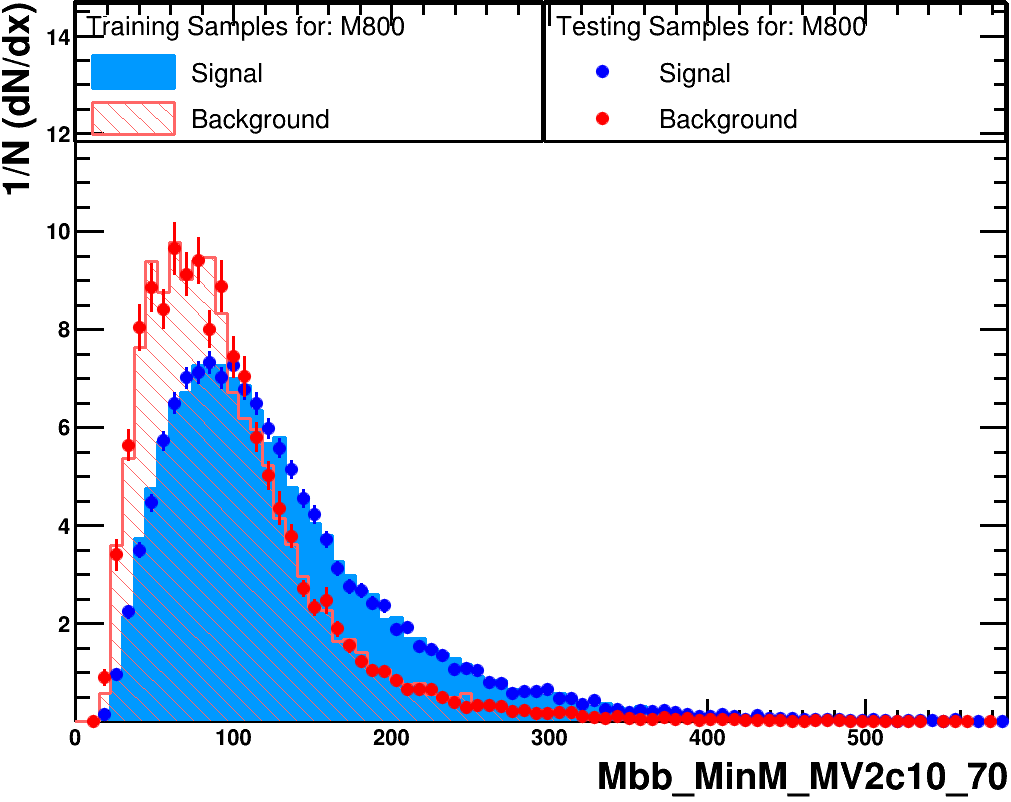 1/N (dN/dx)
Training Samples for: M800
Signal
Background
Testing Samples for: M800
Signal
Background
14
12
10
8
6
4
2
0 100 200 300 400 500
Mbb_MinM_MV2c10_70